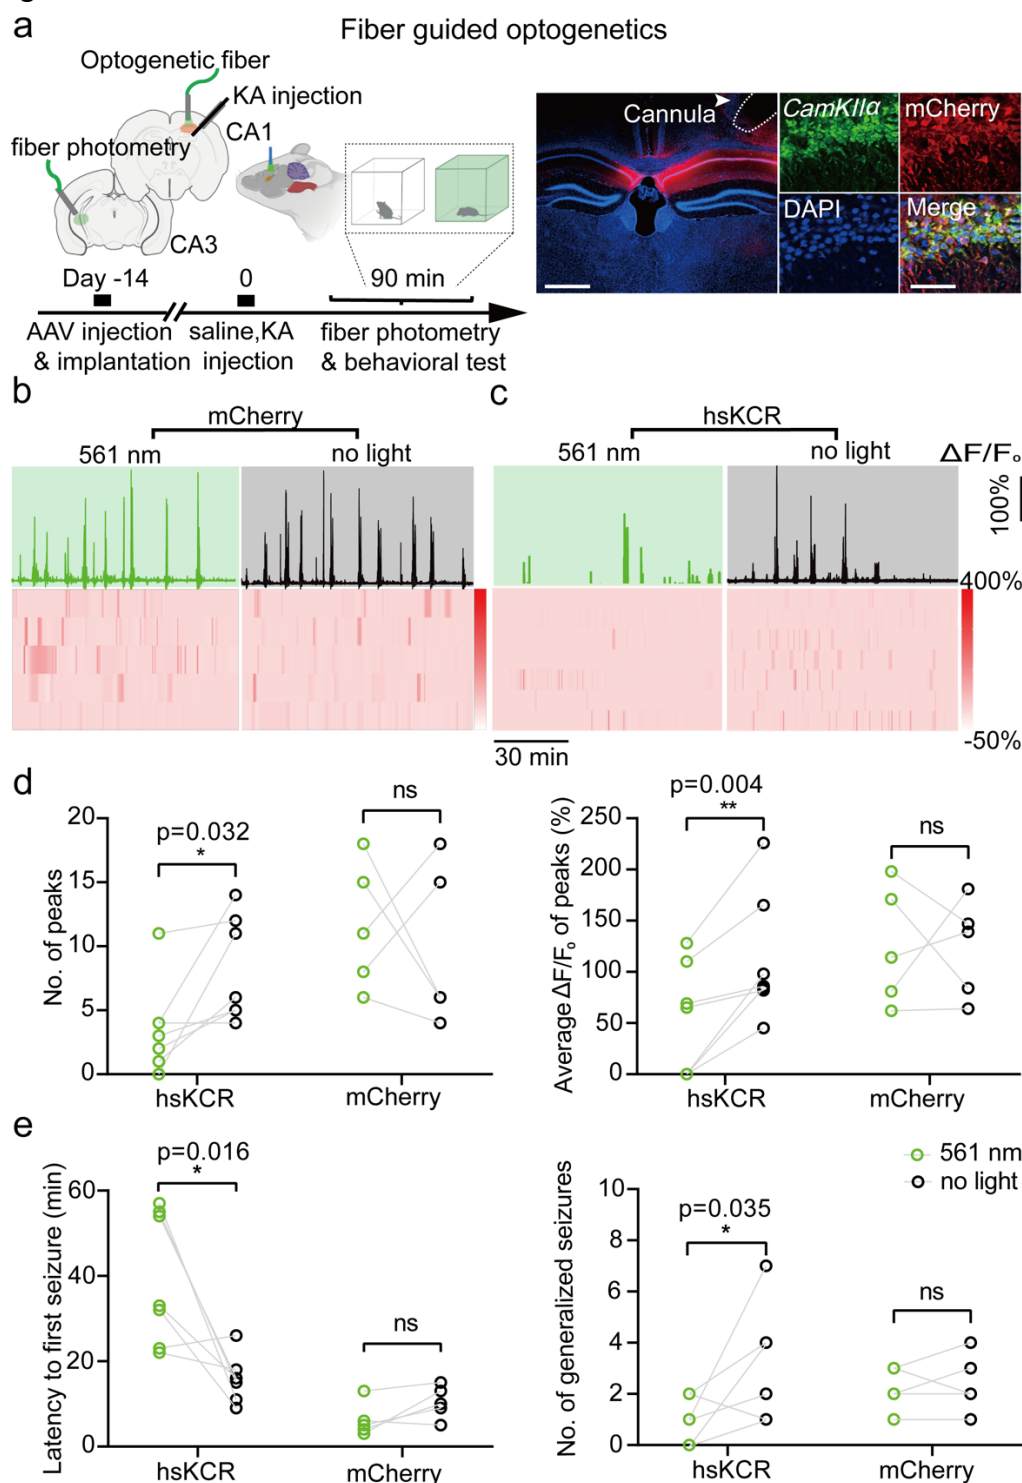 a
Fiber guided optogenetics
Optogenetic fiber
KA injection
CA1
fiber photometry
CA3
Day -14
0
90 min
AAV injection
& implantation
saline,KA
injection
fiber photometry
& behavioral test
Cannula
CamKIIα
mCherry
DAPI
Merge
b
mCherry
561 nm
no light
c
hsKCR
561 nm
no light
ΔF/Fo
100%
400%
-50%
30 min
d
No. of peaks
20
15
10
5
0
p=0.032
*
ns
hsKCR
mCherry
Average ΔF/Fo of peaks (%)
250
200
150
100
50
0
p=0.004
**
ns
hsKCR
mCherry
e
Latency to first seizure (min)
60
40
20
0
p=0.016
*
ns
hsKCR
mCherry
No. of generalized seizures
10
8
6
4
2
0
p=0.035
*
ns
hsKCR
mCherry
561 nm
no light